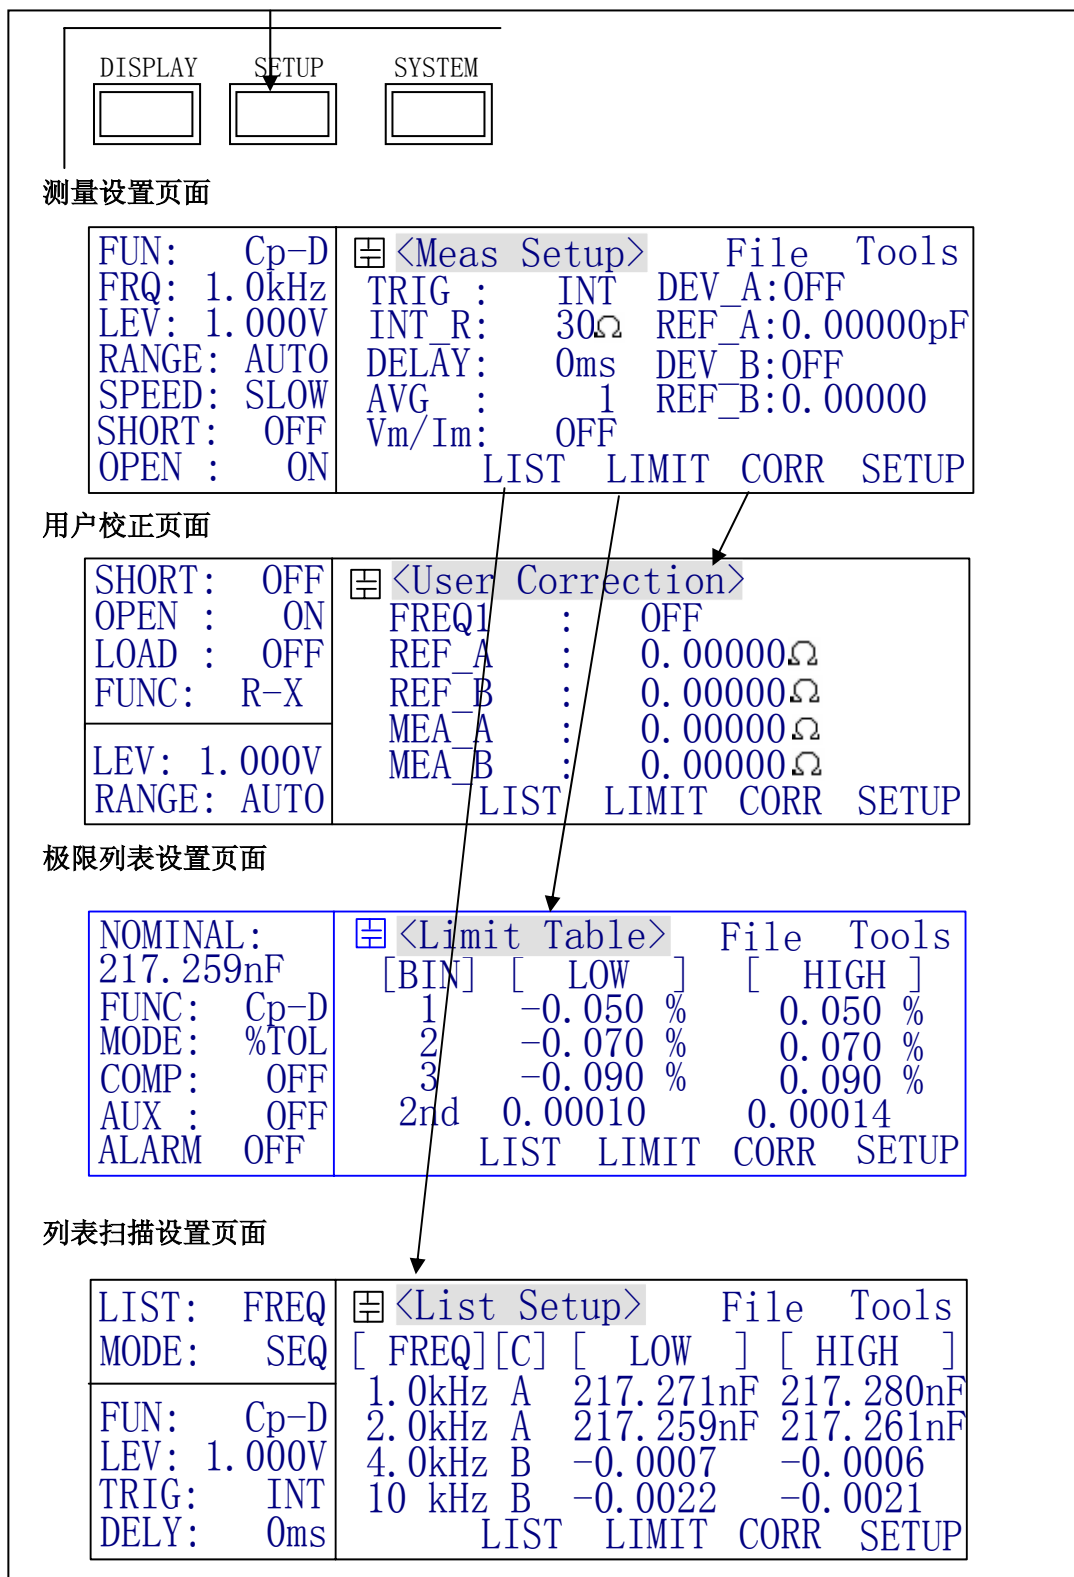 DISPLAY SETUP SYSTEM
测量设置页面
FUN: Cp-D <Meas Setup> File Tools
FRQ: 1.0kHz TRIG : INT DEV_A:OFF
LEV: 1.000V INT_R: 30Ω REF_A:0.00000pF
RANGE: AUTO DELAY: 0ms DEV_B:OFF
SPEED: SLOW AVG : 1 REF_B:0.00000
SHORT: OFF Vm/Im: OFF
OPEN : ON LIST LIMIT CORR SETUP
用户校正页面
SHORT: OFF <User Correction>
OPEN : ON FREQ1 : OFF
LOAD : OFF REF_A : 0.00000Ω
FUNC: R-X REF_B : 0.00000Ω
MEA_A : 0.00000Ω
LEV: 1.000V MEA_B : 0.00000Ω
RANGE: AUTO LIST LIMIT CORR SETUP
极限列表设置页面
NOMINAL: <Limit Table> File Tools
217.259nF [BIN] [ LOW ] [ HIGH ]
FUNC: Cp-D 1 -0.050 % 0.050 %
MODE: %TOL 2 -0.070 % 0.070 %
COMP: OFF 3 -0.090 % 0.090 %
AUX : OFF 2nd 0.00010 0.00014
ALARM OFF LIST LIMIT CORR SETUP
列表扫描设置页面
LIST: FREQ <List Setup> File Tools
MODE: SEQ [ FREQ][C] [ LOW ] [ HIGH ]
1.0kHz A 217.271nF 217.280nF
FUN: Cp-D 2.0kHz A 217.259nF 217.261nF
LEV: 1.000V 4.0kHz B -0.0007 -0.0006
TRIG: INT 10 kHz B -0.0022 -0.0021
DELY: 0ms LIST LIMIT CORR SETUP